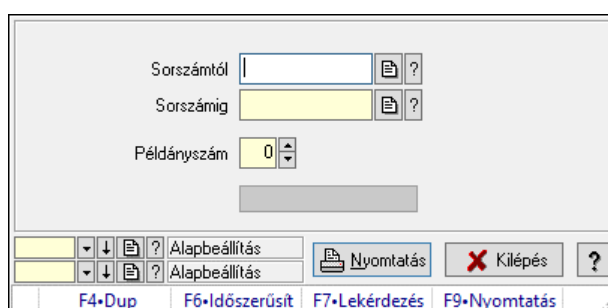 Sorszámtól ?
Sorszámig ?
Példányszám 0
? Alapbeállítás
? Alapbeállítás
Nyomtatás Kilépés ?
F4•Dup F6•Időszerűsít F7•Lekérdezés F9•Nyomtatás